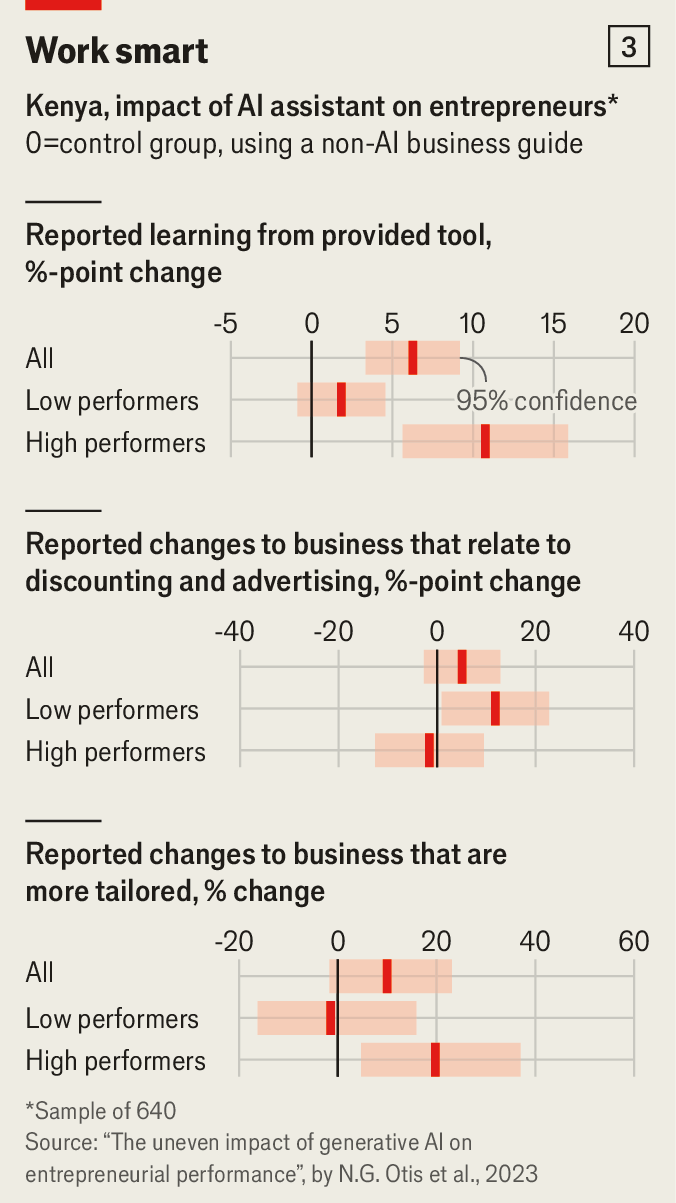 Work smart
3
Kenya, impact of AI assistant on entrepreneurs*
0=control group, using a non-AI business guide
Reported learning from provided tool,
%-point change
-5 0 5 10 15 20
All
Low performers
95% confidence
High performers
Reported changes to business that relate to
discounting and advertising, %-point change
-40 -20 0 20 40
All
Low performers
High performers
Reported changes to business that are
more tailored, % change
-20 0 20 40 60
All
Low performers
High performers
*Sample of 640
Source: “The uneven impact of generative AI on
entrepreneurial performance”, by N.G. Otis et al., 2023